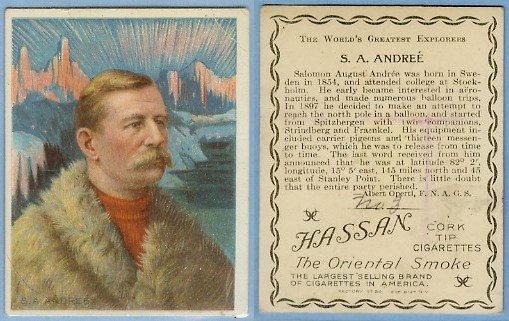 S. A. ANDREÉ
THE WORLD'S GREATEST EXPLORERS
S. A. ANDREÉ
Salomon August Andrée was born in Swe-
den in 1854, and attended college at Stock-
holm. He early became interested in aëro-
nautics, and made numerous balloon trips.
In 1897 he decided to make an attempt to
reach the north pole in a balloon, and started
from Spitzbergen with two companions,
Strindberg and Fraenkel. His equipment in-
cluded carrier pigeons and thirteen messen-
ger buoys, which he was to release from time
to time. The last word received from him
announced that he was at latitude 82° 2',
longitude, 15° 5' east, 145 miles north and 45
east of Stanley Point. There is little doubt
that the entire party perished.
—Albert Operti, F. N. A. G. S.
HASSAN
CORK
TIP
CIGARETTES
The Oriental Smoke
THE LARGEST SELLING BRAND
OF CIGARETTES IN AMERICA.